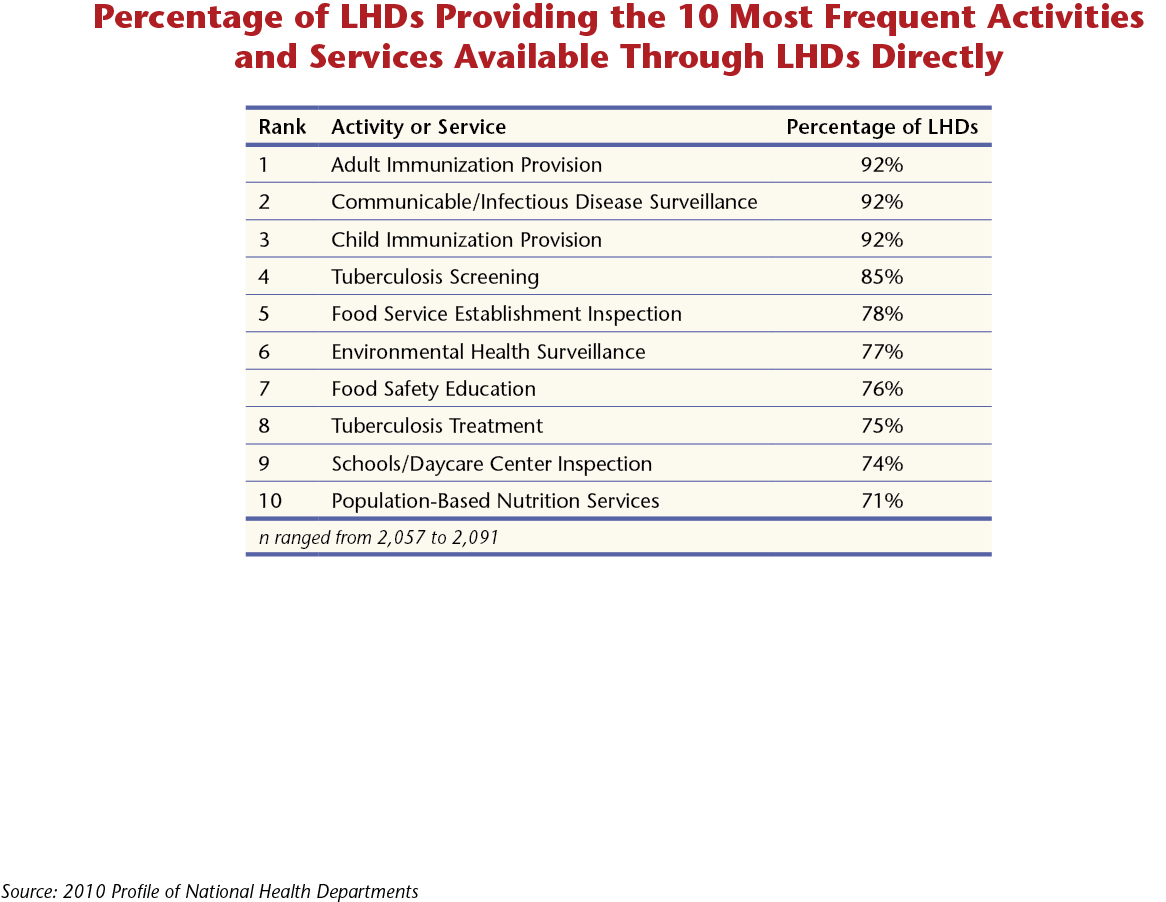 Percentage of LHDs Providing the 10 Most Frequent Activities
and Services Available Through LHDs Directly
Rank Activity or Service Percentage of LHDs
1 Adult Immunization Provision 92%
2 Communicable/Infectious Disease Surveillance 92%
3 Child Immunization Provision 92%
4 Tuberculosis Screening 85%
5 Food Service Establishment Inspection 78%
6 Environmental Health Surveillance 77%
7 Food Safety Education 76%
8 Tuberculosis Treatment 75%
9 Schools/Daycare Center Inspection 74%
10 Population-Based Nutrition Services 71%
n ranged from 2,057 to 2,091
Source: 2010 Profile of National Health Departments